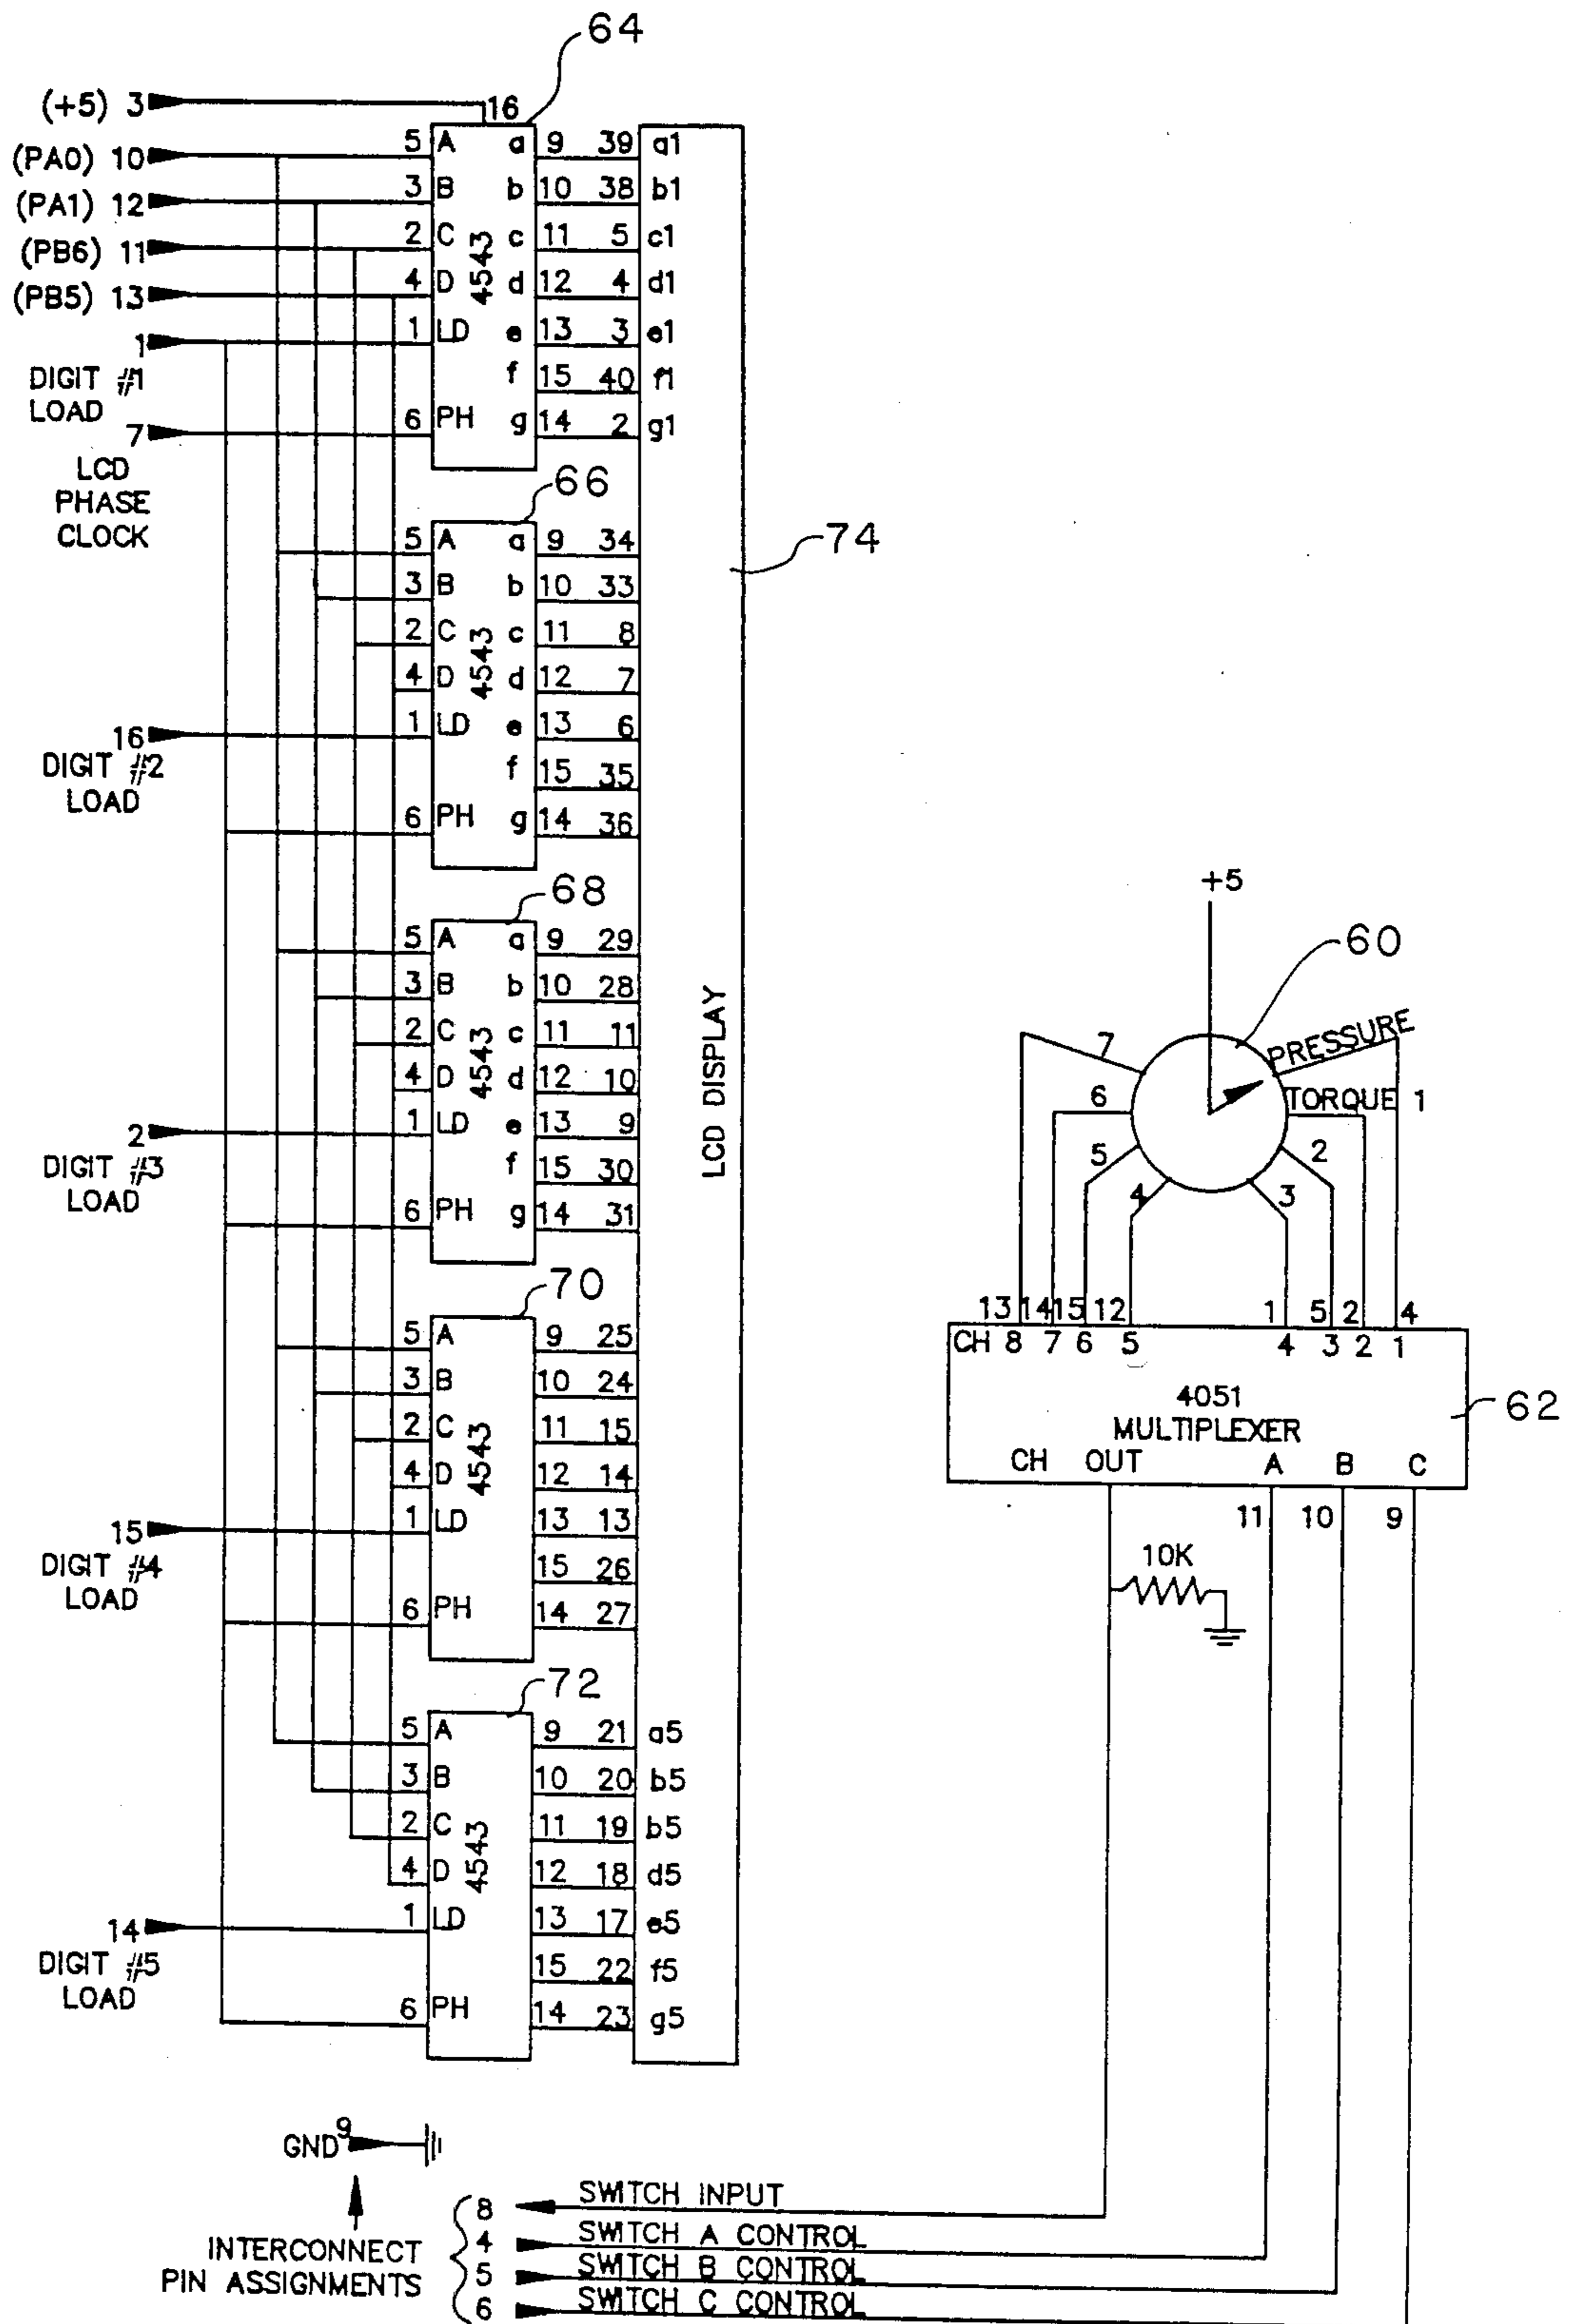 64
(+5) 3
16
(PA0) 10
5 A a 9 39 a1
(PA1) 12
3 B b 10 38 b1
(PB6) 11
2 C c 11 5 c1
(PB5) 13
4 D d 12 4 d1
4543
1
1 LD e 13 3 e1
DIGIT #1
LOAD
f 15 40 f1
7
6 PH g 14 2 g1
LCD
PHASE
CLOCK
66
74
5 A a 9 34
3 B b 10 33
2 C c 11 8
4 D d 12 7
4543
16
1 LD e 13 6
DIGIT #2
LOAD
f 15 35
6 PH g 14 36
68
5 A a 9 29
3 B b 10 28
2 C c 11 11
4 D d 12 10
4543
2
1 LD e 13 9
DIGIT #3
LOAD
f 15 30
6 PH g 14 31
LCD DISPLAY
70
5 A 9 25
3 B 10 24
2 C 11 15
4 D 12 14
4543
15
1 LD 13 13
DIGIT #4
LOAD
15 26
6 PH 14 27
72
5 A 9 21 a5
3 B 10 20 b5
2 C 11 19 b5
4 D 12 18 d5
4543
14
1 LD 13 17 e5
DIGIT #5
LOAD
15 22 f5
6 PH 14 23 g5
+5
60
PRESSURE
7
TORQUE 1
6
5
2
4
3
13 14 15 12 1 5 2 4
CH 8 7 6 5 4 3 2 1
4051
MULTIPLEXER
62
CH OUT A B C
11 10 9
10K
GND 9
INTERCONNECT
PIN ASSIGNMENTS
8 SWITCH INPUT
4 SWITCH A CONTROL
5 SWITCH B CONTROL
6 SWITCH C CONTROL